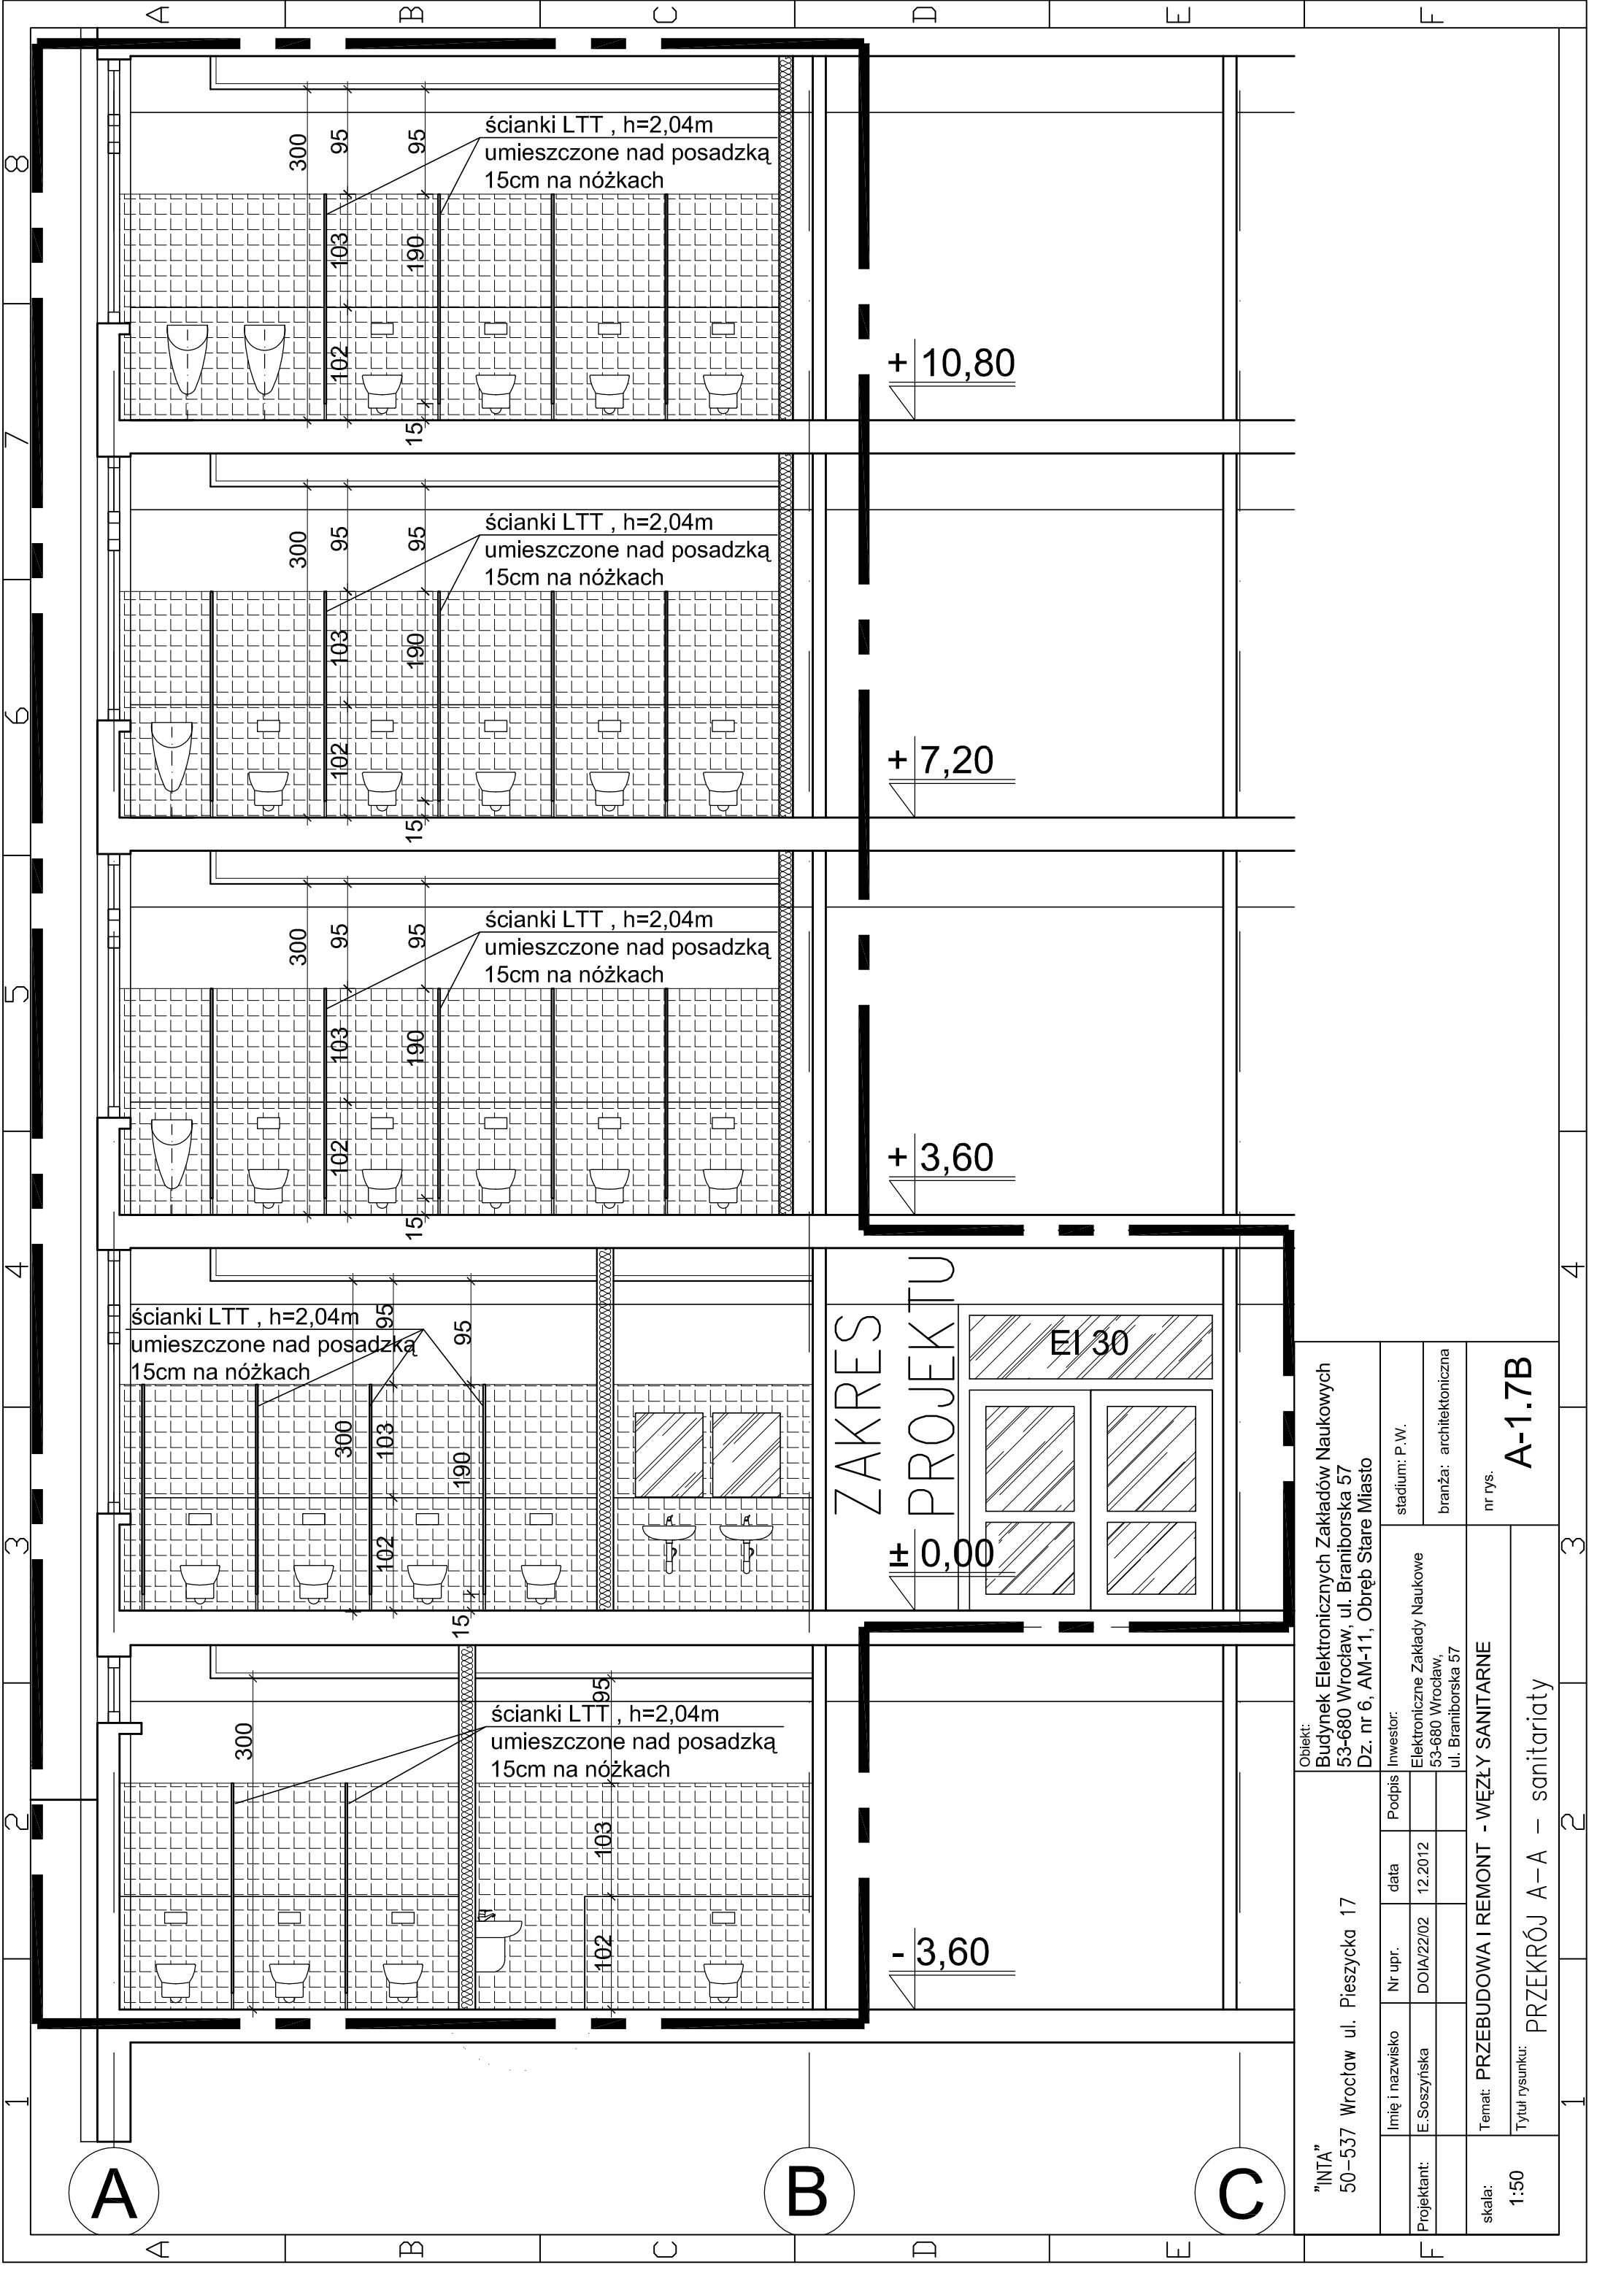 A
B
C
D
E
F
8
ścianki LTT , h=2,04m
umieszczone nad posadzką
15cm na nóżkach
300
95
95
103
190
102
15
+ 10,80
7
ścianki LTT , h=2,04m
umieszczone nad posadzką
15cm na nóżkach
300
95
95
103
190
102
15
+ 7,20
6
ścianki LTT , h=2,04m
umieszczone nad posadzką
15cm na nóżkach
300
95
95
103
190
102
15
+ 3,60
5
4
4
ścianki LTT , h=2,04m
umieszczone nad posadzką
15cm na nóżkach
95
95
300
103
190
102
15
ZAKRES
PROJEKTU
EI 30
± 0,00
3
3
ścianki LTT , h=2,04m
umieszczone nad posadzką
15cm na nóżkach
300
95
103
102
- 3,60
2
2
1
1
A
B
C
A
B
C
D
E
F
"INTA"
50-537 Wrocław ul. Pieszycka 17
Obiekt:
Budynek Elektronicznych Zakładów Naukowych
53-680 Wrocław, ul. Braniborska 57
Dz. nr 6, AM-11, Obręb Stare Miasto
Imię i nazwisko
Nr upr.
data
Podpis
Projektant:
E.Soszyńska
DOIA/22/02
12.2012
Inwestor:
Elektroniczne Zakłady Naukowe
53-680 Wrocław,
ul. Braniborska 57
stadium: P.W.
branża: architektoniczna
skala:
1:50
Temat: PRZEBUDOWA I REMONT - WĘZŁY SANITARNE
Tytuł rysunku:
PRZEKRÓJ A-A - sanitariaty
nr rys.
A-1.7B